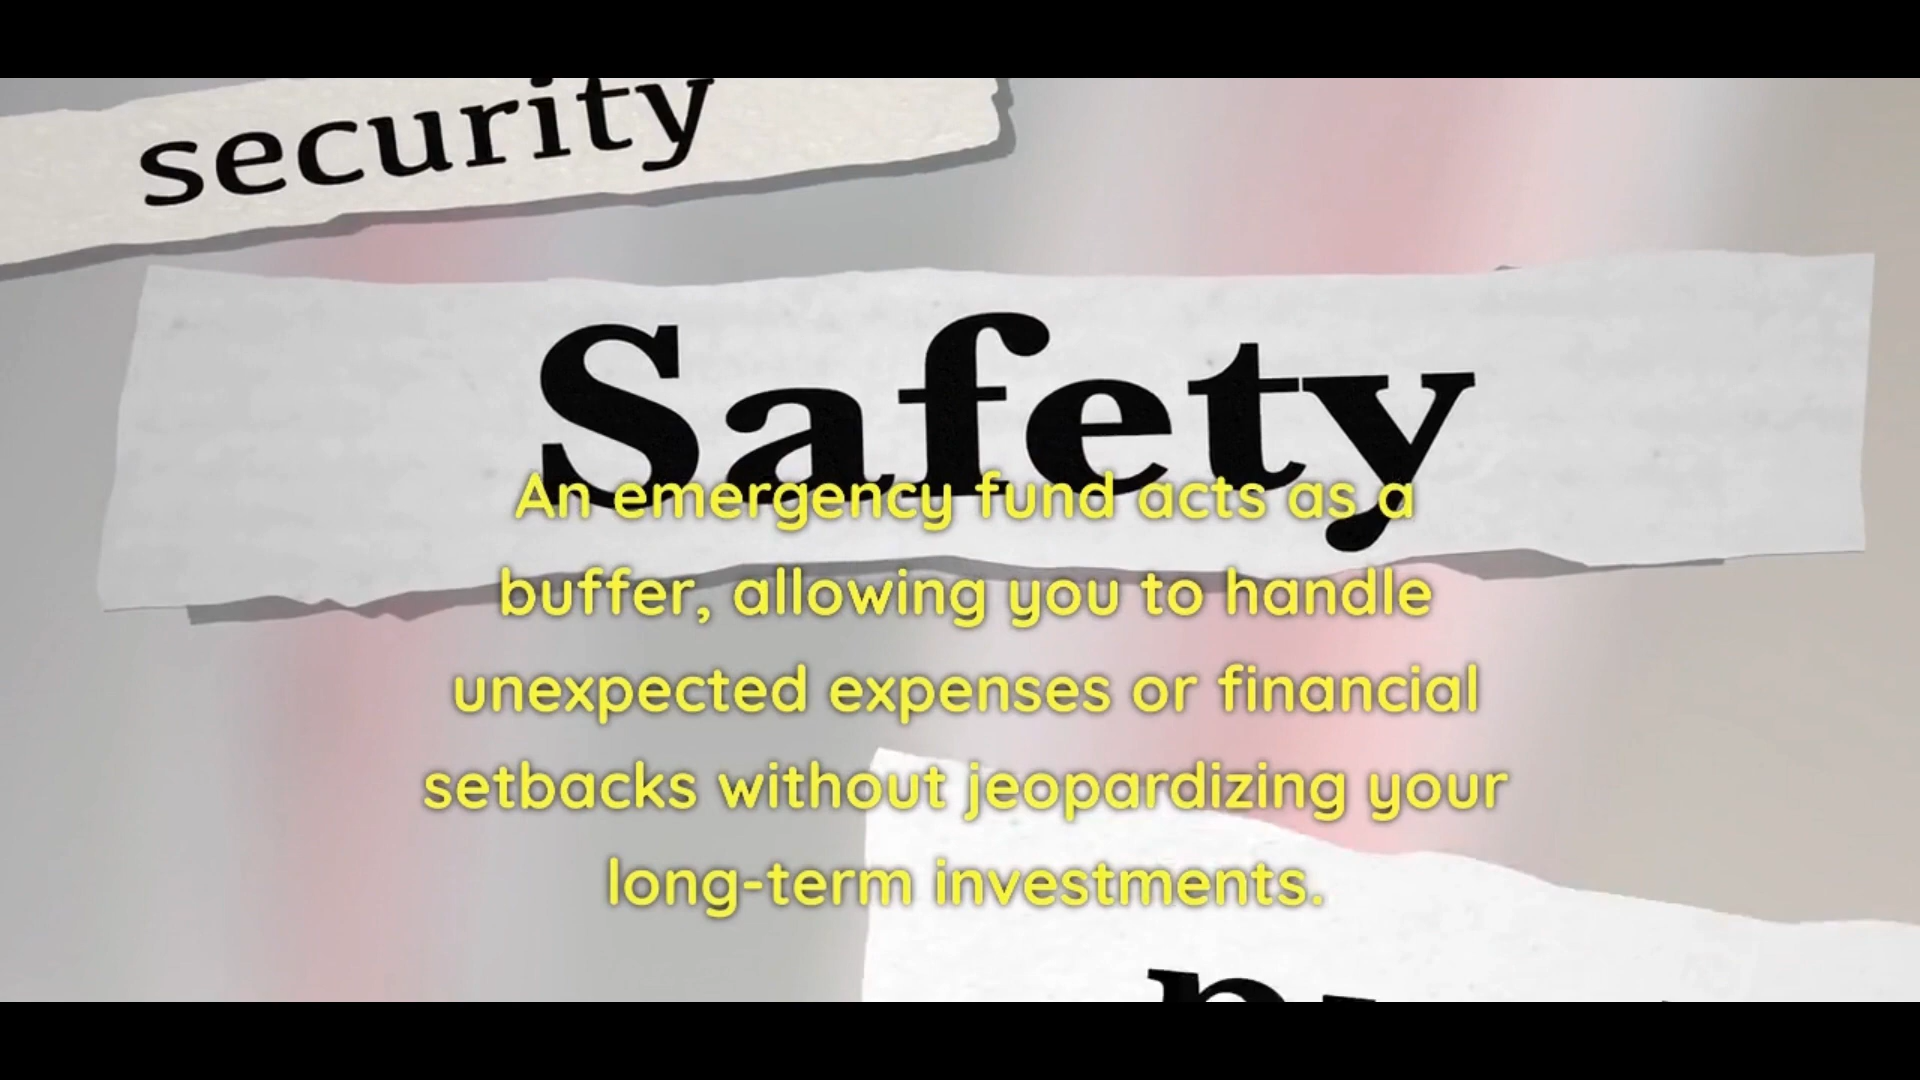 security
Safety
An emergency fund acts as a
buffer, allowing you to handle
unexpected expenses or financial
setbacks without jeopardizing your
long-term investments.